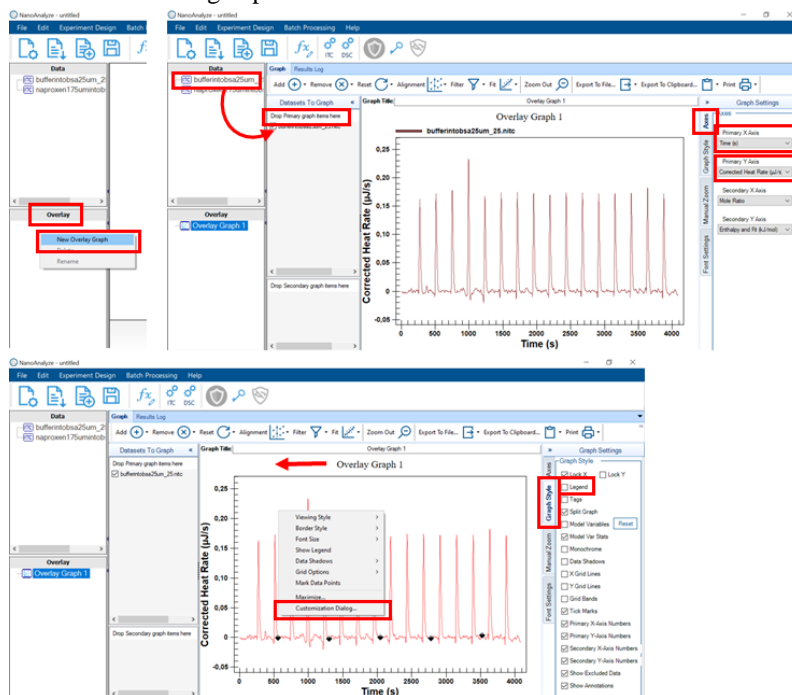 NanoAnalyze - untitled
File Edit Experiment Design Batch
Data
bufferintobsa25um_2
naproxen175umintob
Overlay
New Overlay Graph
Rename
NanoAnalyze - untitled
File Edit Experiment Design Batch Processing Help
fx
ITC DSC
Data
bufferintobsa25um_
Graph Results Log
Add Remove Reset Alignment Filter Fit Zoom Out Export To File... Export To Clipboard... Print
Datasets To Graph
Drop Primary graph items here
bufferintobsa25um_25.nitc
Drop Secondary graph items here
Overlay
Overlay Graph 1
Graph Title Overlay Graph 1
Overlay Graph 1
bufferintobsa25um_25.nitc
Corrected Heat Rate (µJ/s)
0,25
0,20
0,15
0,10
0,05
0
-0,05
0 500 1000 1500 2000 2500 3000 3500 4000
Time (s)
Axes
Graph Style
Manual Zoom
Font Settings
Graph Settings
Axes
Primary X Axis
Time (s)
Primary Y Axis
Corrected Heat Rate (µJ/s
Secondary X Axis
Mole Ratio
Secondary Y Axis
Enthalpy and Fit (kJ/mol)
NanoAnalyze - untitled
File Edit Experiment Design Batch Processing Help
fx
ITC DSC
Data
bufferintobsa25um_2
naproxen175umintob
Overlay
Overlay Graph 1
Graph Results Log
Add Remove Reset Alignment Filter Fit Zoom Out Export To File... Export To Clipboard... Print
Datasets To Graph
Drop Primary graph items here
bufferintobsa25um_25.nitc
Drop Secondary graph items here
Graph Title Overlay Graph 1
Overlay Graph 1
Corrected Heat Rate (µJ/s)
0,25
0,20
0,15
0,10
0,05
0
-0,05
0 500 1000 1500 2000 2500 3000 3500 4000
Time (s)
Viewing Style
Border Style
Font Size
Show Legend
Data Shadows
Grid Options
Mark Data Points
Maximize...
Customization Dialog...
Axes
Graph Style
Manual Zoom
Font Settings
Graph Settings
Graph Style
Lock X Lock Y
Legend
Tags
Split Graph
Model Variables Reset
Model Var Stats
Monochrome
Data Shadows
X Grid Lines
Y Grid Lines
Grid Bands
Tick Marks
Primary X-Axis Numbers
Primary Y-Axis Numbers
Secondary X-Axis Numbers
Secondary Y-Axis Numbers
Show Excluded Data
Show Annotations